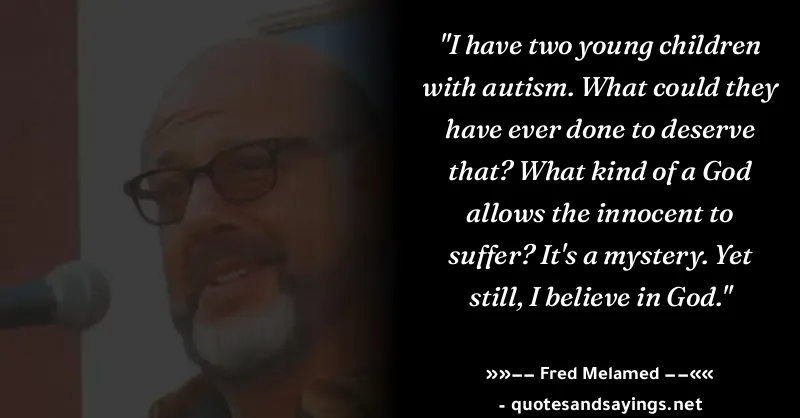 "I have two young children
with autism. What could they
have ever done to deserve
that? What kind of a God
allows the innocent to
suffer? It's a mystery. Yet
still, I believe in God."
»»–– Fred Melamed ––««
- quotesandsayings.net